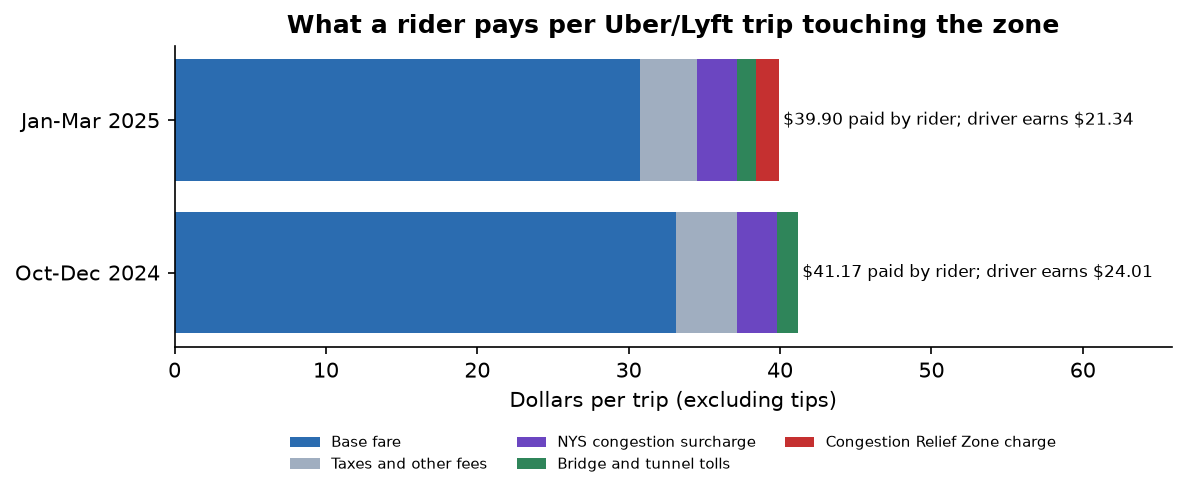 What a rider pays per Uber/Lyft trip touching the zone
Jan-Mar 2025
$39.90 paid by rider; driver earns $21.34
Oct-Dec 2024
$41.17 paid by rider; driver earns $24.01
0 10 20 30 40 50 60
Dollars per trip (excluding tips)
Base fare NYS congestion surcharge Congestion Relief Zone charge
Taxes and other fees Bridge and tunnel tolls